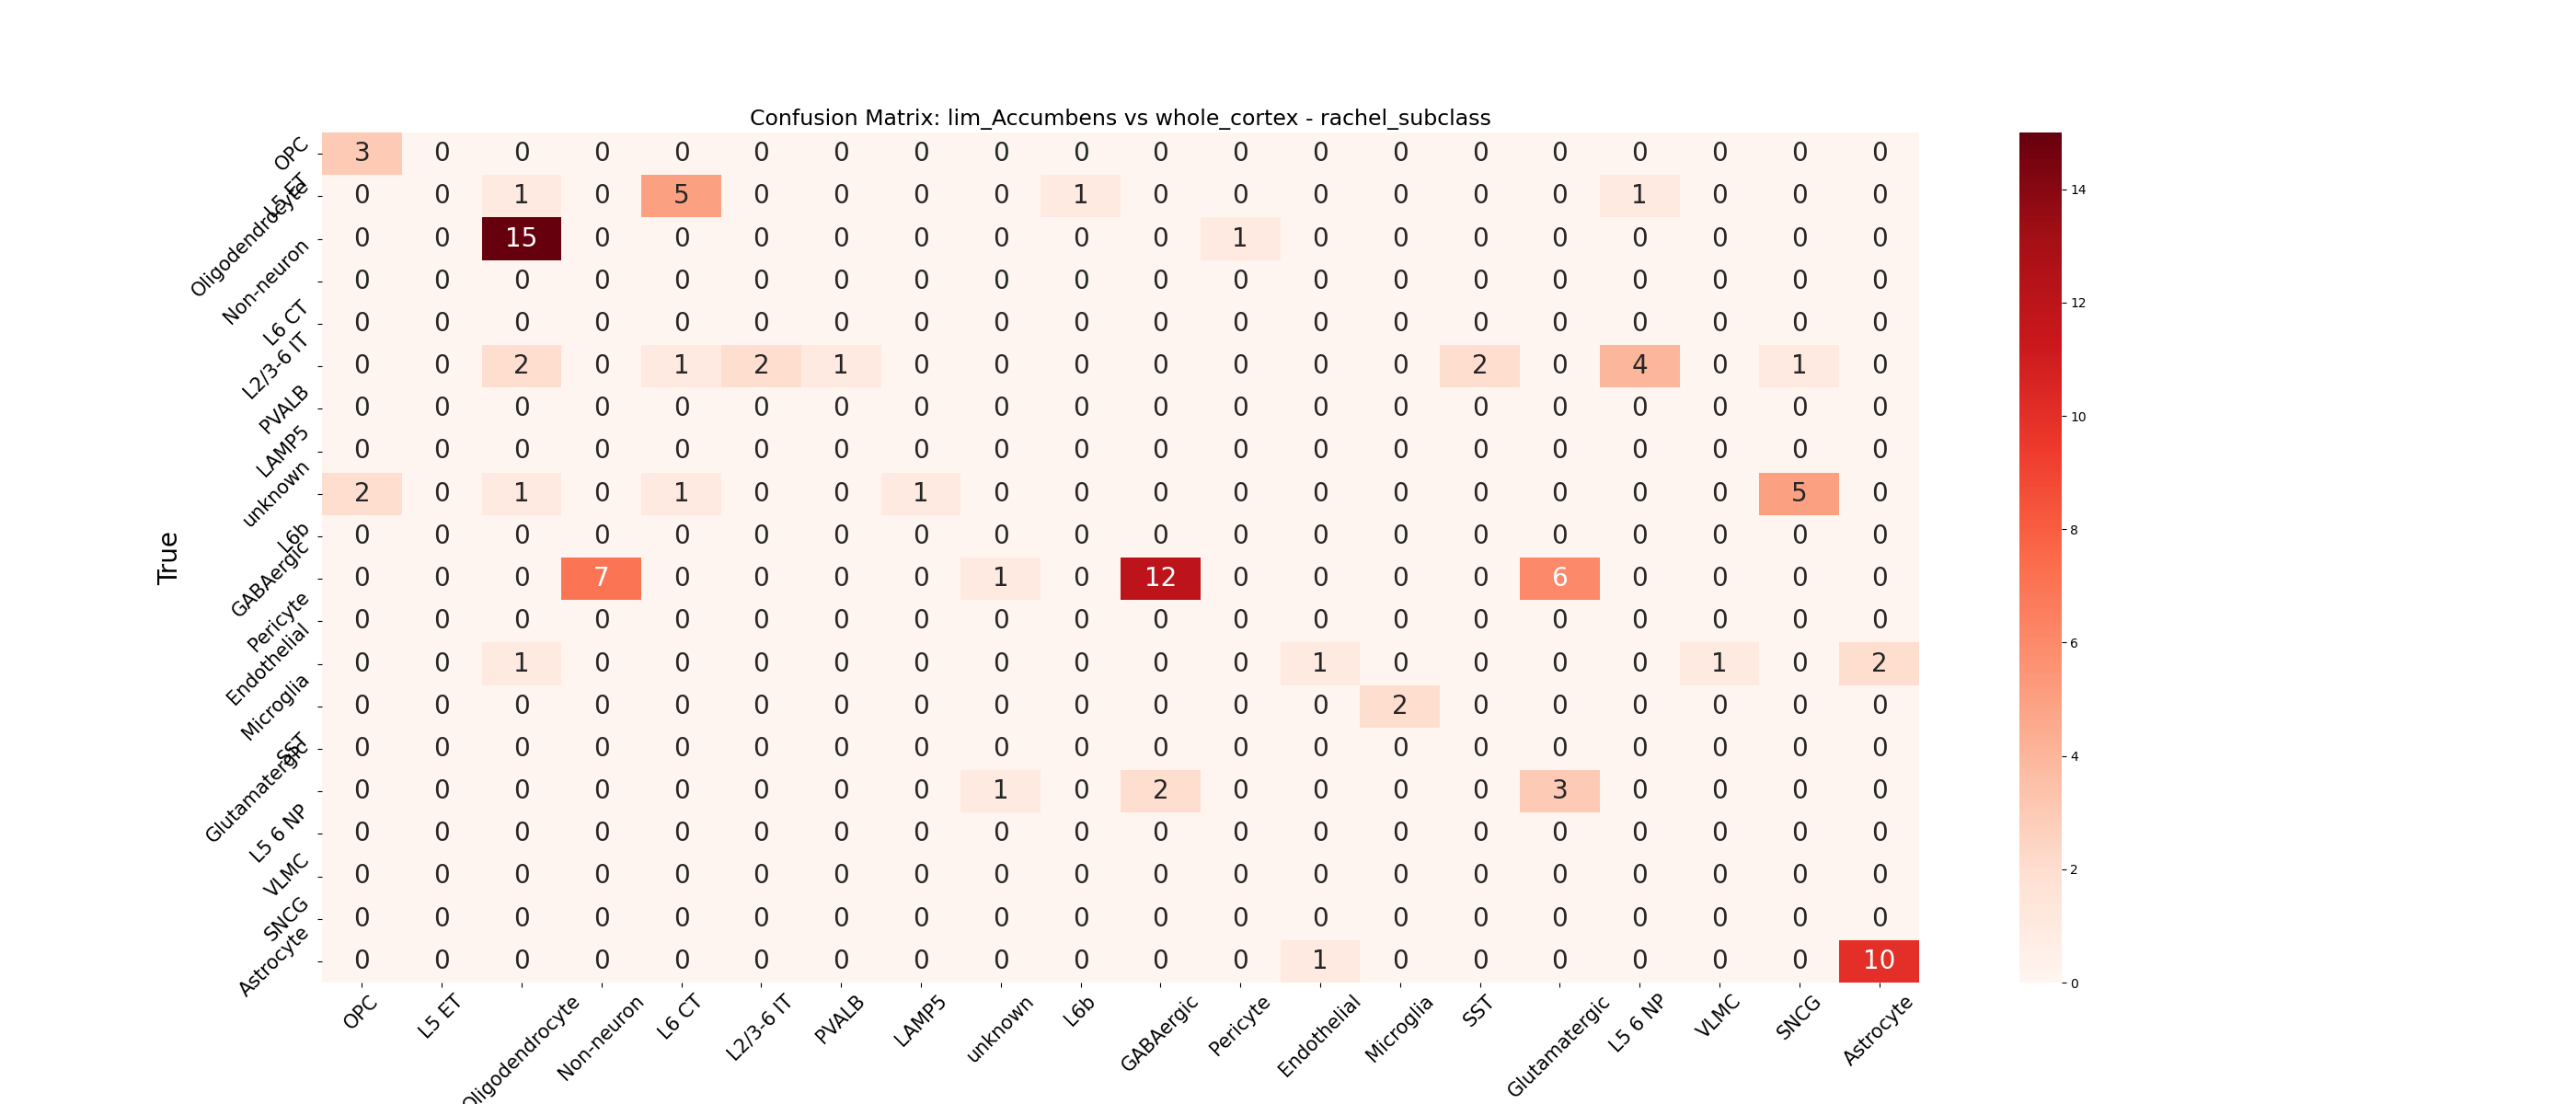 Confusion Matrix: lim_Accumbens vs whole_cortex - rachel_subclass
True
OPC 3 0 0 0 0 0 0 0 0 0 0 0 0 0 0 0 0 0 0 0
L5 ET 0 0 1 0 5 0 0 0 0 1 0 0 0 0 0 0 1 0 0 0
Oligodendrocyte 0 0 15 0 0 0 0 0 0 0 0 1 0 0 0 0 0 0 0 0
Non-neuron 0 0 0 0 0 0 0 0 0 0 0 0 0 0 0 0 0 0 0 0
L6 CT 0 0 0 0 0 0 0 0 0 0 0 0 0 0 0 0 0 0 0 0
L2/3-6 IT 0 0 2 0 1 2 1 0 0 0 0 0 0 0 2 0 4 0 1 0
PVALB 0 0 0 0 0 0 0 0 0 0 0 0 0 0 0 0 0 0 0 0
LAMP5 0 0 0 0 0 0 0 0 0 0 0 0 0 0 0 0 0 0 0 0
unknown 2 0 1 0 1 0 0 1 0 0 0 0 0 0 0 0 0 0 5 0
L6b 0 0 0 0 0 0 0 0 0 0 0 0 0 0 0 0 0 0 0 0
GABAergic 0 0 0 7 0 0 0 0 1 0 12 0 0 0 0 6 0 0 0 0
Pericyte 0 0 0 0 0 0 0 0 0 0 0 0 0 0 0 0 0 0 0 0
Endothelial 0 0 1 0 0 0 0 0 0 0 0 0 1 0 0 0 0 1 0 2
Microglia 0 0 0 0 0 0 0 0 0 0 0 0 0 2 0 0 0 0 0 0
SST 0 0 0 0 0 0 0 0 0 0 0 0 0 0 0 0 0 0 0 0
Glutamatergic 0 0 0 0 0 0 0 0 1 0 2 0 0 0 0 3 0 0 0 0
L5 6 NP 0 0 0 0 0 0 0 0 0 0 0 0 0 0 0 0 0 0 0 0
VLMC 0 0 0 0 0 0 0 0 0 0 0 0 0 0 0 0 0 0 0 0
SNCG 0 0 0 0 0 0 0 0 0 0 0 0 0 0 0 0 0 0 0 0
Astrocyte 0 0 0 0 0 0 0 0 0 0 0 0 1 0 0 0 0 0 0 10
OPC L5 ET Oligodendrocyte Non-neuron L6 CT L2/3-6 IT PVALB LAMP5 unknown L6b GABAergic Pericyte Endothelial Microglia SST Glutamatergic L5 6 NP VLMC SNCG Astrocyte
14
12
10
8
6
4
2
0